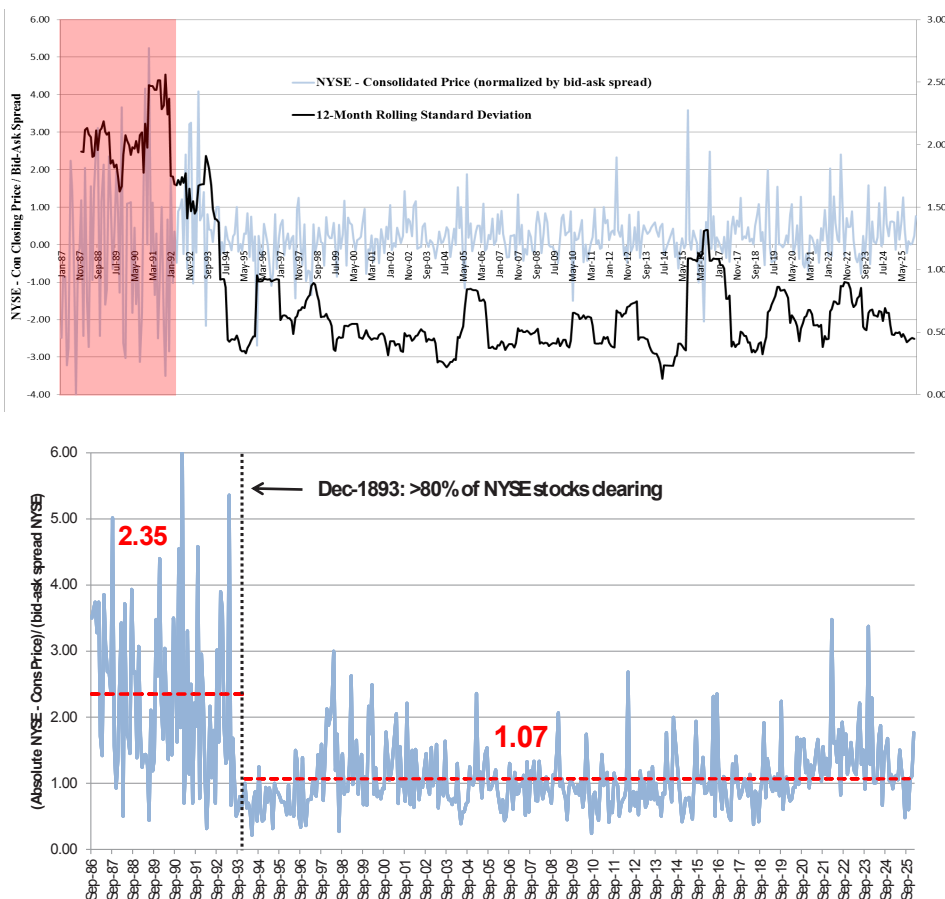 6.00
5.00
4.00
3.00
2.00
1.00
0.00
-1.00
-2.00
-3.00
-4.00
NYSE - Con Closing Price / Bid-Ask Spread
NYSE - Consolidated Price (normalized by bid-ask spread)
12-Month Rolling Standard Deviation
3.00
2.50
2.00
1.50
1.00
0.50
0.00
Jan-87
Nov-87
Sep-88
Jul-89
May-90
Mar-91
Jan-92
Nov-92
Sep-93
Jul-94
May-95
Mar-96
Jan-97
Nov-97
Sep-98
Jul-99
May-00
Mar-01
Jan-02
Nov-02
Sep-03
Jul-04
May-05
Mar-06
Jan-07
Nov-07
Sep-08
Jul-09
May-10
Mar-11
Jan-12
Nov-12
Sep-13
Jul-14
May-15
Mar-16
Jan-17
Nov-17
Sep-18
Jul-19
May-20
Mar-21
Jan-22
Nov-22
Sep-23
Jul-24
May-25
(Absolute NYSE - Cons Price)/ (bid-ask spread NYSE)
6.00
5.00
4.00
3.00
2.00
1.00
0.00
Dec-1893: >80% of NYSE stocks clearing
2.35
1.07
Sep-86
Sep-87
Sep-88
Sep-89
Sep-90
Sep-91
Sep-92
Sep-93
Sep-94
Sep-95
Sep-96
Sep-97
Sep-98
Sep-99
Sep-00
Sep-01
Sep-02
Sep-03
Sep-04
Sep-05
Sep-06
Sep-07
Sep-08
Sep-09
Sep-10
Sep-11
Sep-12
Sep-13
Sep-14
Sep-15
Sep-16
Sep-17
Sep-18
Sep-19
Sep-20
Sep-21
Sep-22
Sep-23
Sep-24
Sep-25